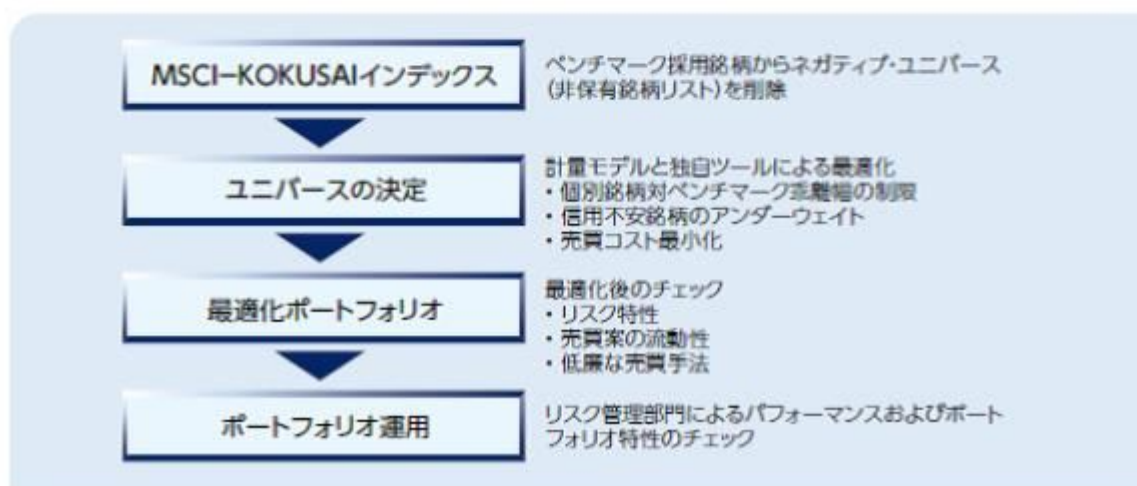 MSCI-KOKUSAIインデックス
ベンチマーク採用銘柄からネガティブ・ユニバース
(非保有銘柄リスト)を削除
ユニバースの決定
計量モデルと独自ツールによる最適化
・個別銘柄対ベンチマーク乖離幅の制限
・信用不安銘柄のアンダーウェイト
・売買コスト最小化
最適化ポートフォリオ
最適化後のチェック
・リスク特性
・売買案の流動性
・低廉な売買手法
ポートフォリオ運用
リスク管理部門によるパフォーマンスおよびポート
フォリオ特性のチェック